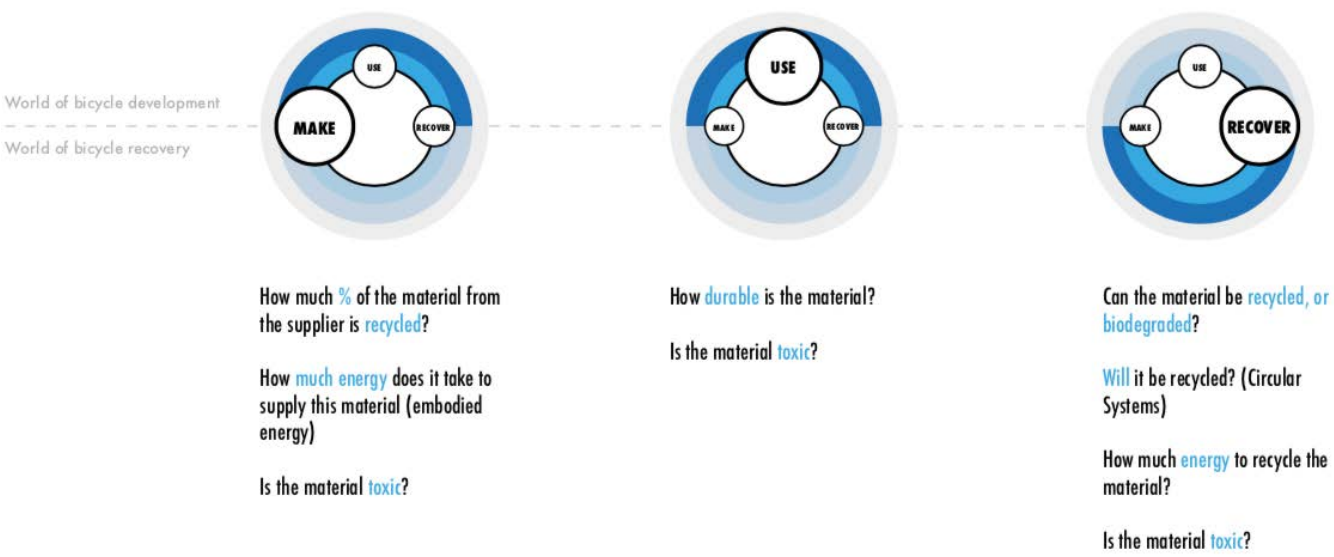 World of bicycle development
World of bicycle recovery
USE
MAKE
RECOVER
USE
MAKE
RECOVER
USE
MAKE
RECOVER
How much % of the material from
the supplier is recycled?
How much energy does it take to
supply this material (embodied
energy)
Is the material toxic?
How durable is the material?
Is the material toxic?
Can the material be recycled, or
biodegraded?
Will it be recycled? (Circular
Systems)
How much energy to recycle the
material?
Is the material toxic?